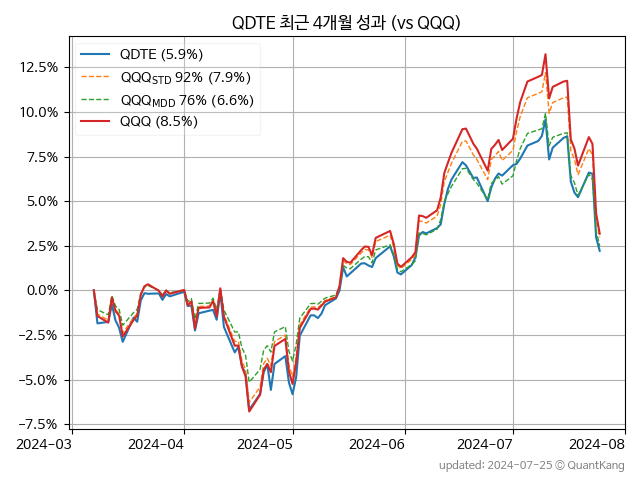 QDTE 최근 4개월 성과 (vs QQQ)
QDTE (5.9%)
QQQSTD 92% (7.9%)
QQQMDD 76% (6.6%)
QQQ (8.5%)
12.5%
10.0%
7.5%
5.0%
2.5%
0.0%
−2.5%
−5.0%
−7.5%
2024-03 2024-04 2024-05 2024-06 2024-07 2024-08
updated: 2024-07-25 © QuantKang